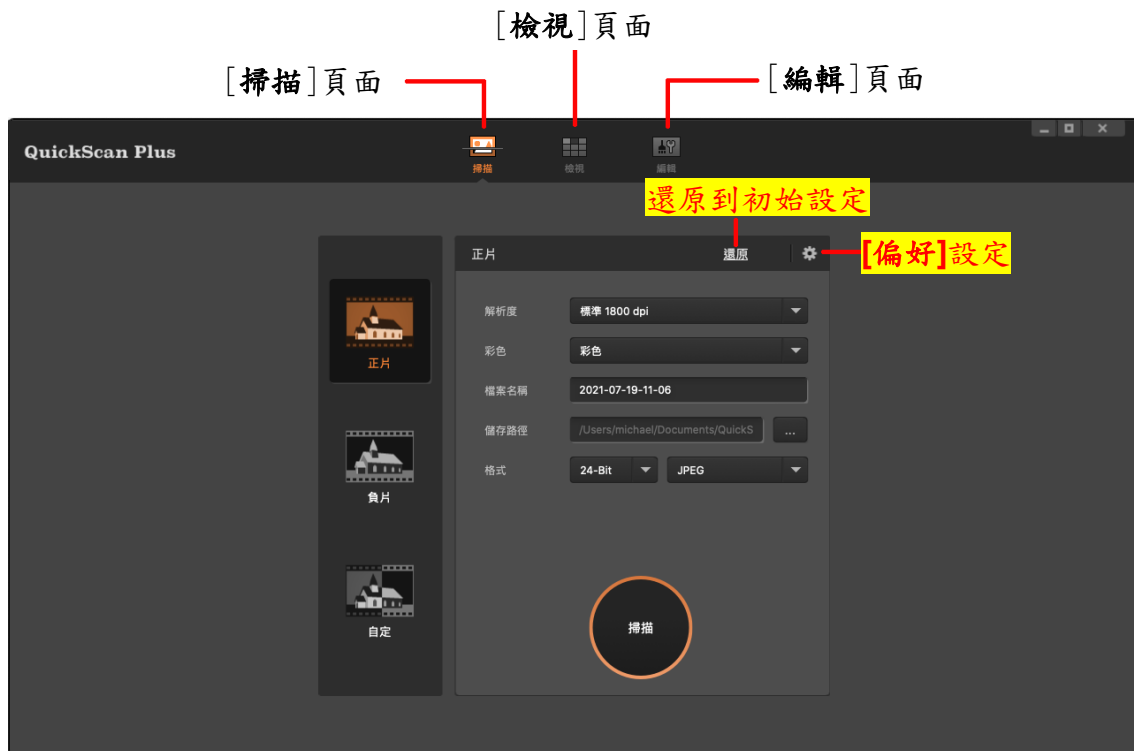 [檢視]頁面
[掃描]頁面
[編輯]頁面
QuickScan Plus
掃描
檢視
編輯
還原到初始設定
正片
還原
[偏好]設定
解析度
標準 1800 dpi
正片
彩色
彩色
檔案名稱
2021-07-19-11-06
儲存路徑
/Users/michael/Documents/QuickS
...
格式
24-Bit
JPEG
負片
自定
掃描